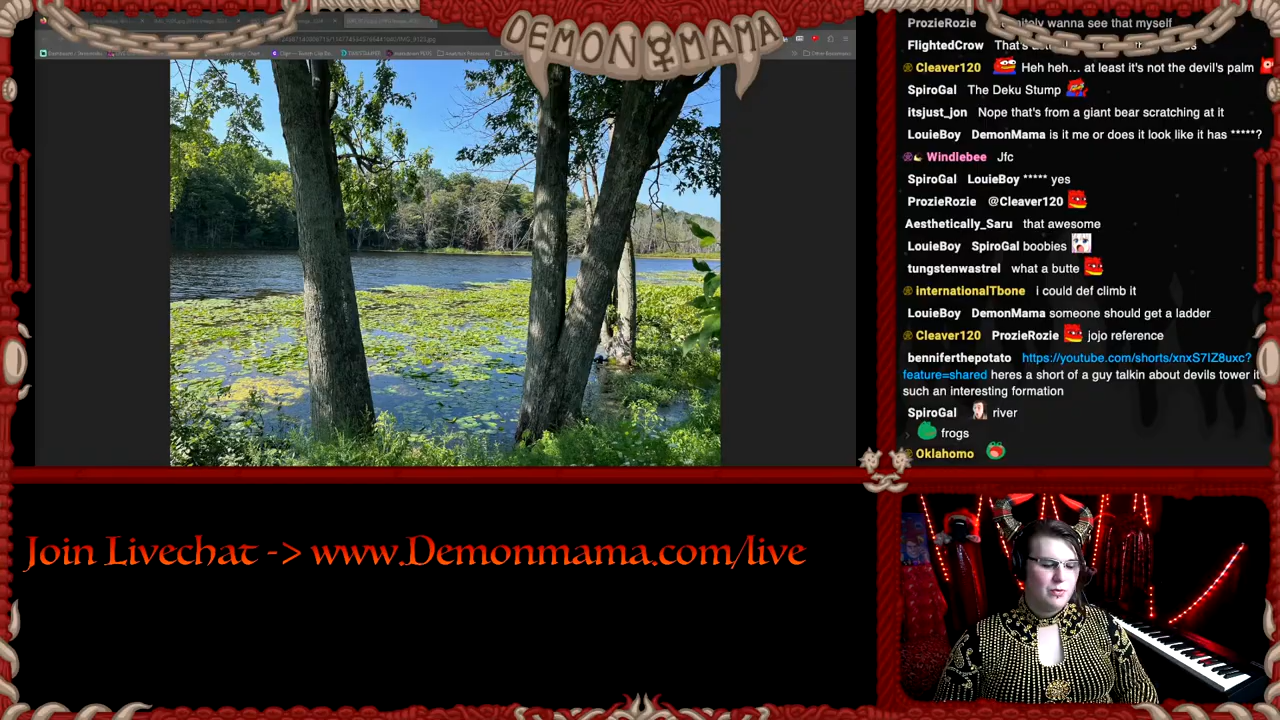 DEMON MAMA
ProzieRozie
wanna see that myself
FlightedCrow That's
Cleaver120 Heh heh... at least it's not the devil's palm
SpiroGal The Deku Stump
itsjust_jon Nope that's from a giant bear scratching at it
LouieBoy DemonMama is it me or does it look like it has *****?
Windlebee Jfc
SpiroGal LouieBoy ***** yes
ProzieRozie @Cleaver120
Aesthetically_Saru that awesome
LouieBoy SpiroGal boobies
tungstenwastrel what a butte
internationalTbone i could def climb it
LouieBoy DemonMama someone should get a ladder
Cleaver120 ProzieRozie jojo reference
benniferthepotato https://youtube.com/shorts/xnxS7IZ8uxc?
feature=shared heres a short of a guy talkin about devils tower it
such an interesting formation
SpiroGal river
frogs
Oklahomo
Join Livechat -> www.Demonmama.com/live